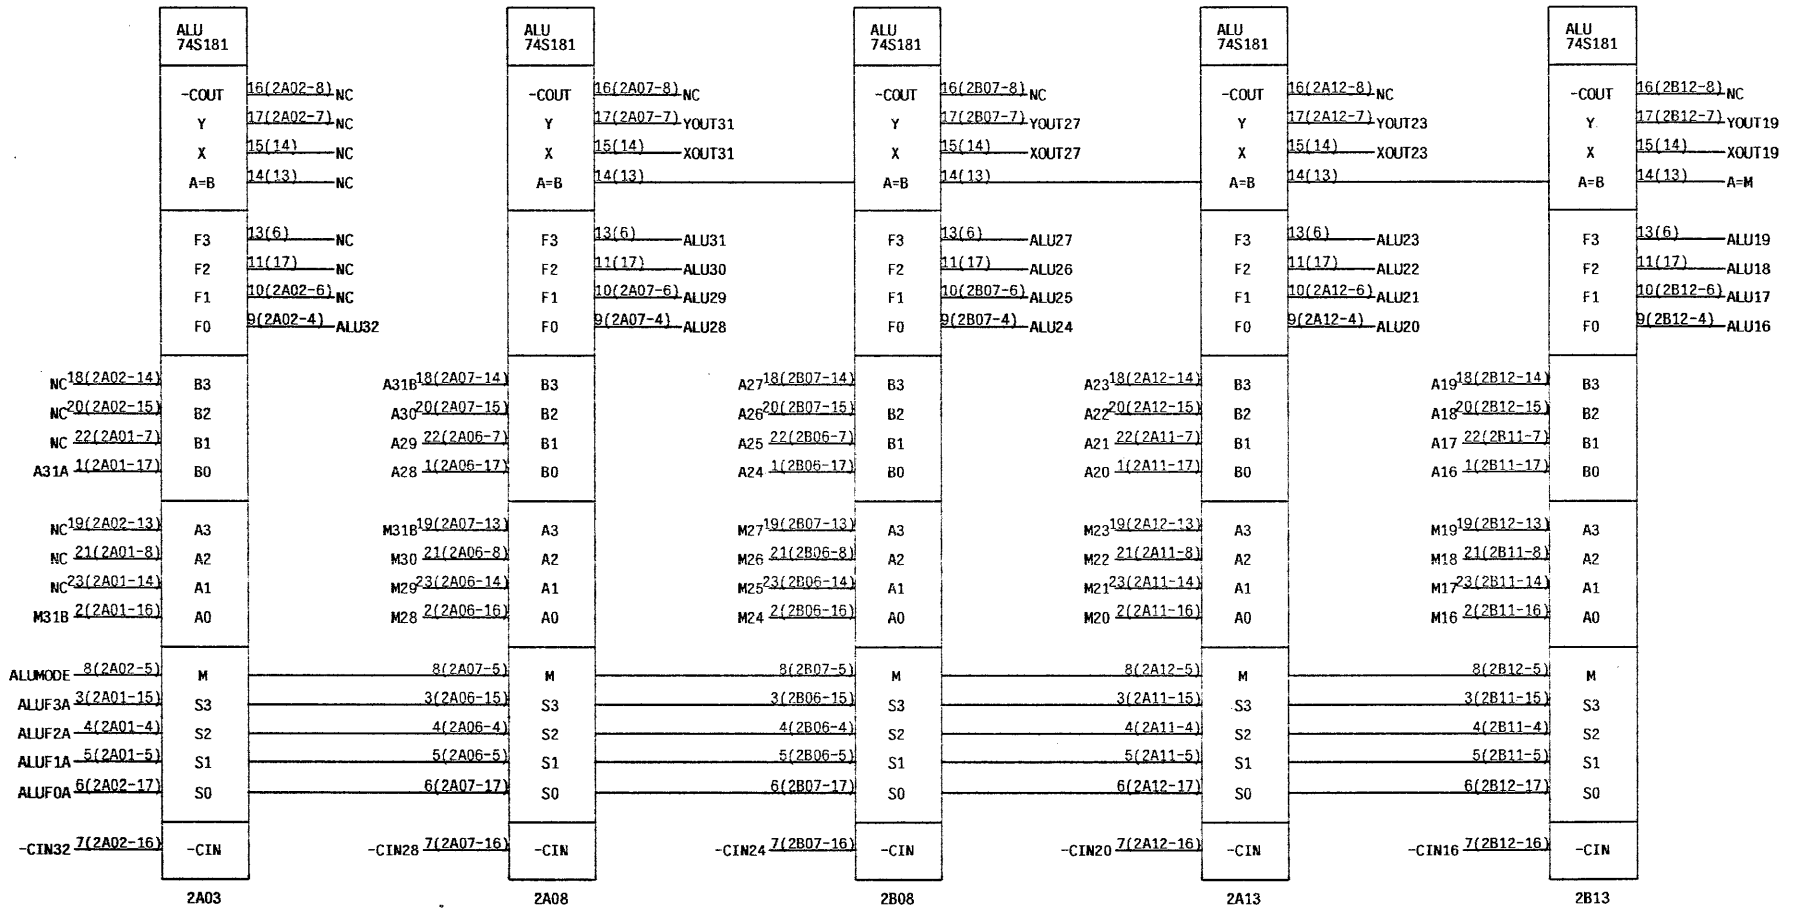 ALU ALU ALU ALU ALU
74S181 74S181 74S181 74S181 74S181
-COUT 16(2A02-8) NC -COUT 16(2A07-8) NC -COUT 16(2B07-8) NC -COUT 16(2A12-8) NC -COUT 16(2B12-8) NC
Y 17(2A02-7) NC Y 17(2A07-7) YOUT31 Y 17(2B07-7) YOUT27 Y 17(2A12-7) YOUT23 Y 17(2B12-7) YOUT19
X 15(14) NC X 15(14) XOUT31 X 15(14) XOUT27 X 15(14) XOUT23 X 15(14) XOUT19
A=B 14(13) NC A=B 14(13) A=B 14(13) A=B 14(13) A=B 14(13) A=M
F3 13(6) NC F3 13(6) ALU31 F3 13(6) ALU27 F3 13(6) ALU23 F3 13(6) ALU19
F2 11(17) NC F2 11(17) ALU30 F2 11(17) ALU26 F2 11(17) ALU22 F2 11(17) ALU18
F1 10(2A02-6) NC F1 10(2A07-6) ALU29 F1 10(2B07-6) ALU25 F1 10(2A12-6) ALU21 F1 10(2B12-6) ALU17
F0 9(2A02-4) ALU32 F0 9(2A07-4) ALU28 F0 9(2B07-4) ALU24 F0 9(2A12-4) ALU20 F0 9(2B12-4) ALU16
NC 18(2A02-14) B3 A31B 18(2A07-14) B3 A27 18(2B07-14) B3 A23 18(2A12-14) B3 A19 18(2B12-14) B3
NC 20(2A02-15) B2 A30 20(2A07-15) B2 A26 20(2B07-15) B2 A22 20(2A12-15) B2 A18 20(2B12-15) B2
NC 22(2A01-7) B1 A29 22(2A06-7) B1 A25 22(2B06-7) B1 A21 22(2A11-7) B1 A17 22(2B11-7) B1
A31A 1(2A01-17) B0 A28 1(2A06-17) B0 A24 1(2B06-17) B0 A20 1(2A11-17) B0 A16 1(2B11-17) B0
NC 19(2A02-13) A3 M31B 19(2A07-13) A3 M27 19(2B07-13) A3 M23 19(2A12-13) A3 M19 19(2B12-13) A3
NC 21(2A01-8) A2 M30 21(2A06-8) A2 M26 21(2B06-8) A2 M22 21(2A11-8) A2 M18 21(2B11-8) A2
NC 23(2A01-14) A1 M29 23(2A06-14) A1 M25 23(2B06-14) A1 M21 23(2A11-14) A1 M17 23(2B11-14) A1
M31B 2(2A01-16) A0 M28 2(2A06-16) A0 M24 2(2B06-16) A0 M20 2(2A11-16) A0 M16 2(2B11-16) A0
ALUMODE 8(2A02-5) M 8(2A07-5) M 8(2B07-5) M 8(2A12-5) M 8(2B12-5) M
ALUF3A 3(2A01-15) S3 3(2A06-15) S3 3(2B06-15) S3 3(2A11-15) S3 3(2B11-15) S3
ALUF2A 4(2A01-4) S2 4(2A06-4) S2 4(2B06-4) S2 4(2A11-4) S2 4(2B11-4) S2
ALUF1A 5(2A01-5) S1 5(2A06-5) S1 5(2B06-5) S1 5(2A11-5) S1 5(2B11-5) S1
ALUF0A 6(2A02-17) S0 6(2A07-17) S0 6(2B07-17) S0 6(2A12-17) S0 6(2B12-17) S0
-CIN32 7(2A02-16) -CIN -CIN28 7(2A07-16) -CIN -CIN24 7(2B07-16) -CIN -CIN20 7(2A12-16) -CIN -CIN16 7(2B12-16) -CIN
2A03 2A08 2B08 2A13 2B13